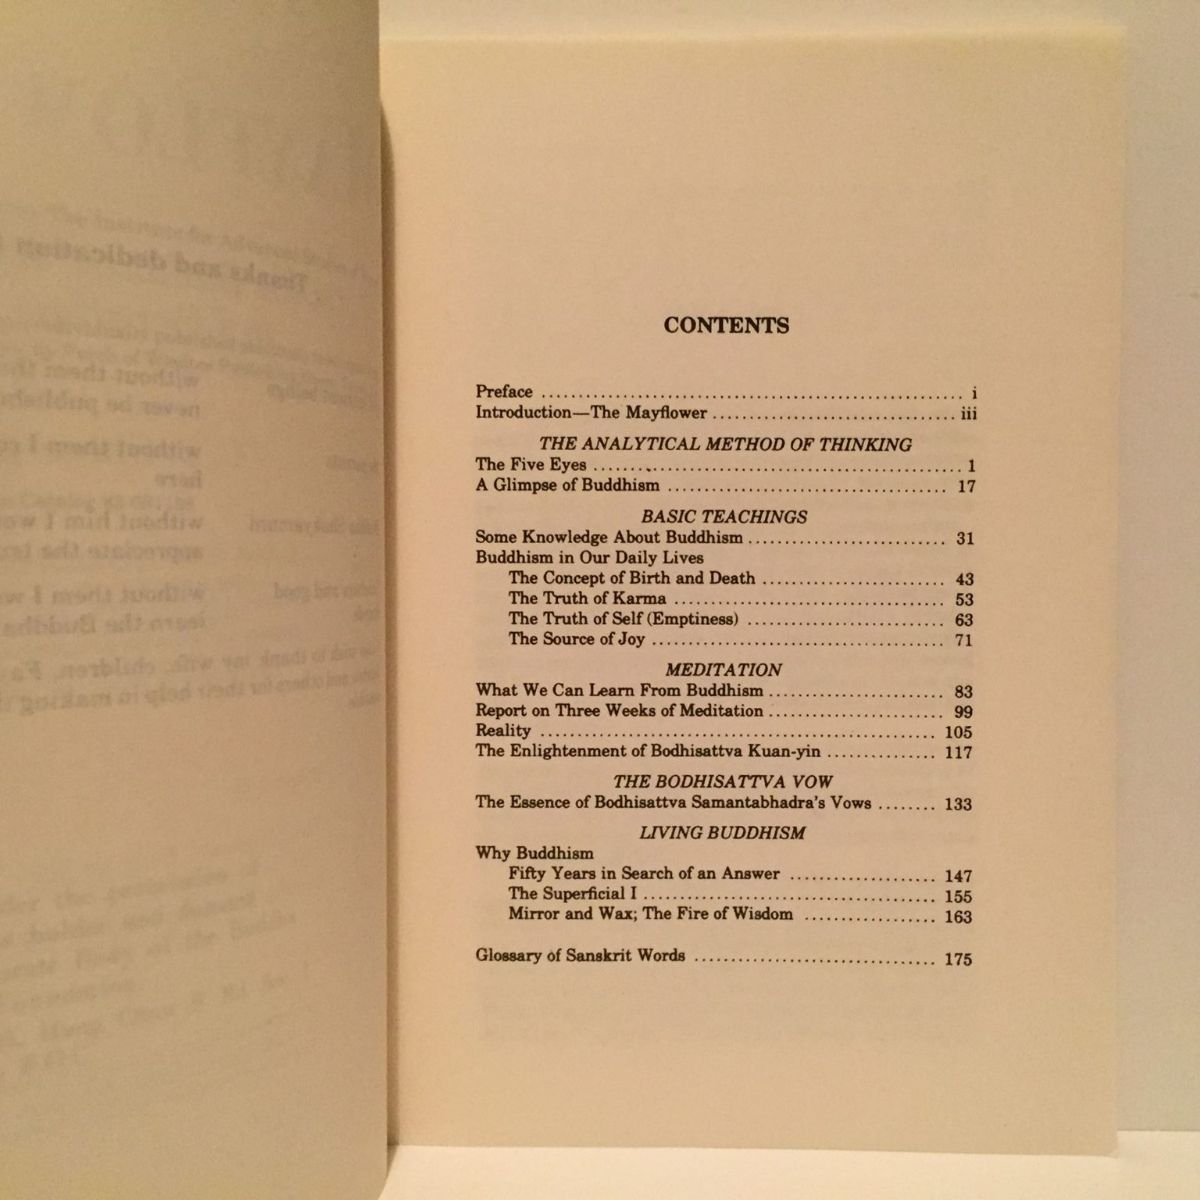 Thanks and dedication
CONTENTS
Preface ........ i
Introduction—The Mayflower ........ iii
THE ANALYTICAL METHOD OF THINKING
The Five Eyes ........ 1
A Glimpse of Buddhism ........ 17
BASIC TEACHINGS
Some Knowledge About Buddhism ........ 31
Buddhism in Our Daily Lives
The Concept of Birth and Death ........ 43
The Truth of Karma ........ 53
The Truth of Self (Emptiness) ........ 63
The Source of Joy ........ 71
MEDITATION
What We Can Learn From Buddhism ........ 83
Report on Three Weeks of Meditation ........ 99
Reality ........ 105
The Enlightenment of Bodhisattva Kuan-yin ........ 117
THE BODHISATTVA VOW
The Essence of Bodhisattva Samantabhadra's Vows ........ 133
LIVING BUDDHISM
Why Buddhism
Fifty Years in Search of an Answer ........ 147
The Superficial I ........ 155
Mirror and Wax; The Fire of Wisdom ........ 163
Glossary of Sanskrit Words ........ 175